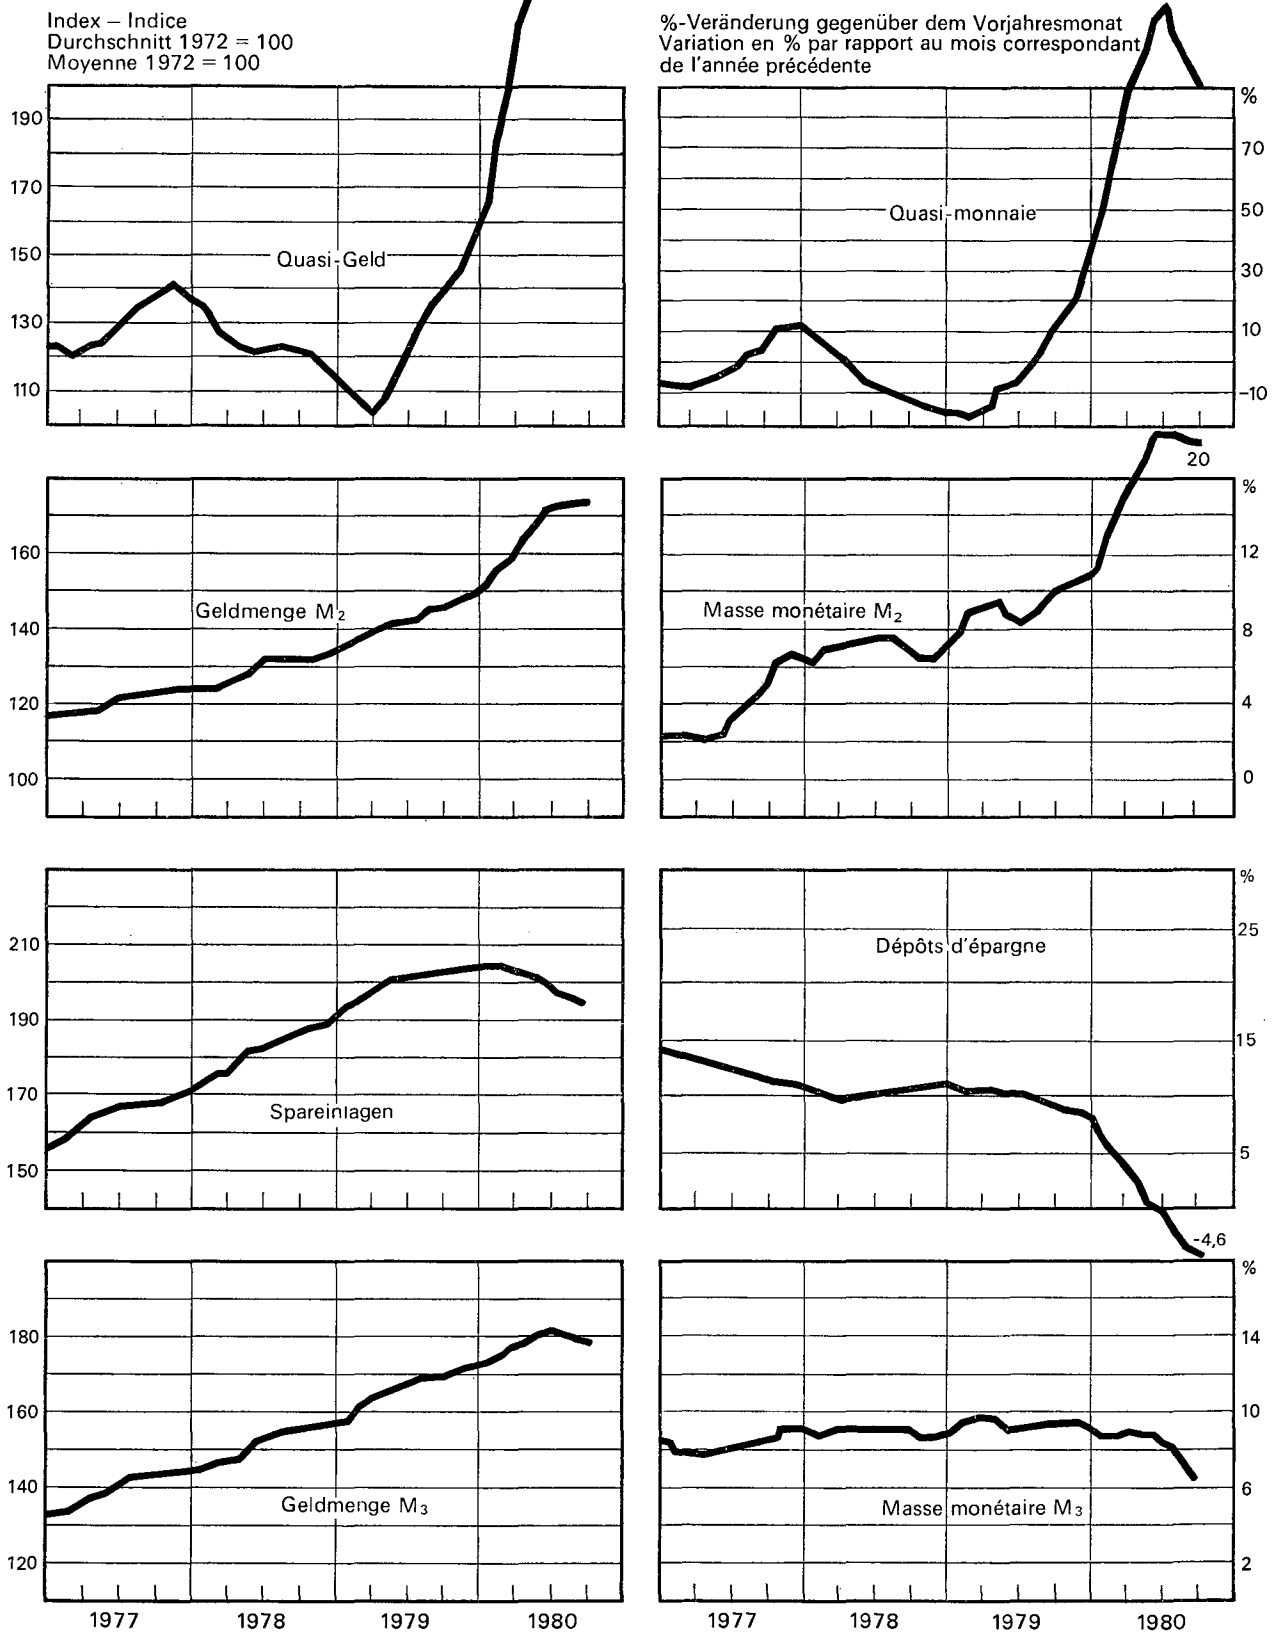 Index – Indice
Durchschnitt 1972 = 100
Moyenne 1972 = 100
%-Veränderung gegenüber dem Vorjahresmonat
Variation en % par rapport au mois correspondant
de l'année précédente
190
170
150
130
110
Quasi-Geld
%
70
50
30
10
–10
Quasi-monnaie
160
140
120
100
Geldmenge M2
20
%
12
8
4
0
Masse monétaire M2
210
190
170
150
Spareinlagen
%
25
15
5
Dépôts d'épargne
-4,6
180
160
140
120
Geldmenge M3
1977 1978 1979 1980
%
14
10
6
2
Masse monétaire M3
1977 1978 1979 1980